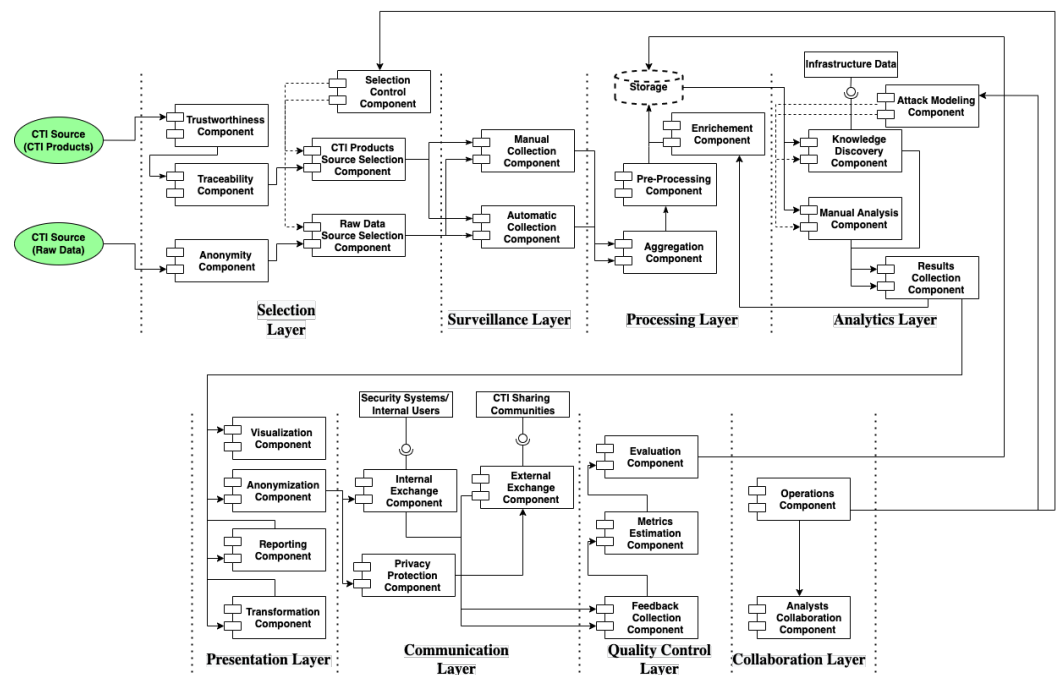 CTI Source
(CTI Products)
CTI Source
(Raw Data)
Trustworthiness
Component
Traceability
Component
Anonymity
Component
Selection
Control
Component
CTI Products
Source Selection
Component
Raw Data
Source Selection
Component
Selection
Layer
Manual
Collection
Component
Automatic
Collection
Component
Surveillance Layer
Storage
Enrichement
Component
Pre-Processing
Component
Aggregation
Component
Processing Layer
Infrastructure Data
Attack Modeling
Component
Knowledge
Discovery
Component
Manual Analysis
Component
Results
Collection
Component
Analytics Layer
Visualization
Component
Anonymization
Component
Reporting
Component
Transformation
Component
Presentation Layer
Security Systems/
Internal Users
CTI Sharing
Communities
Internal
Exchange
Component
External
Exchange
Component
Privacy
Protection
Component
Communication
Layer
Evaluation
Component
Metrics
Estimation
Component
Feedback
Collection
Component
Quality Control
Layer
Operations
Component
Analysts
Collaboration
Component
Collaboration Layer